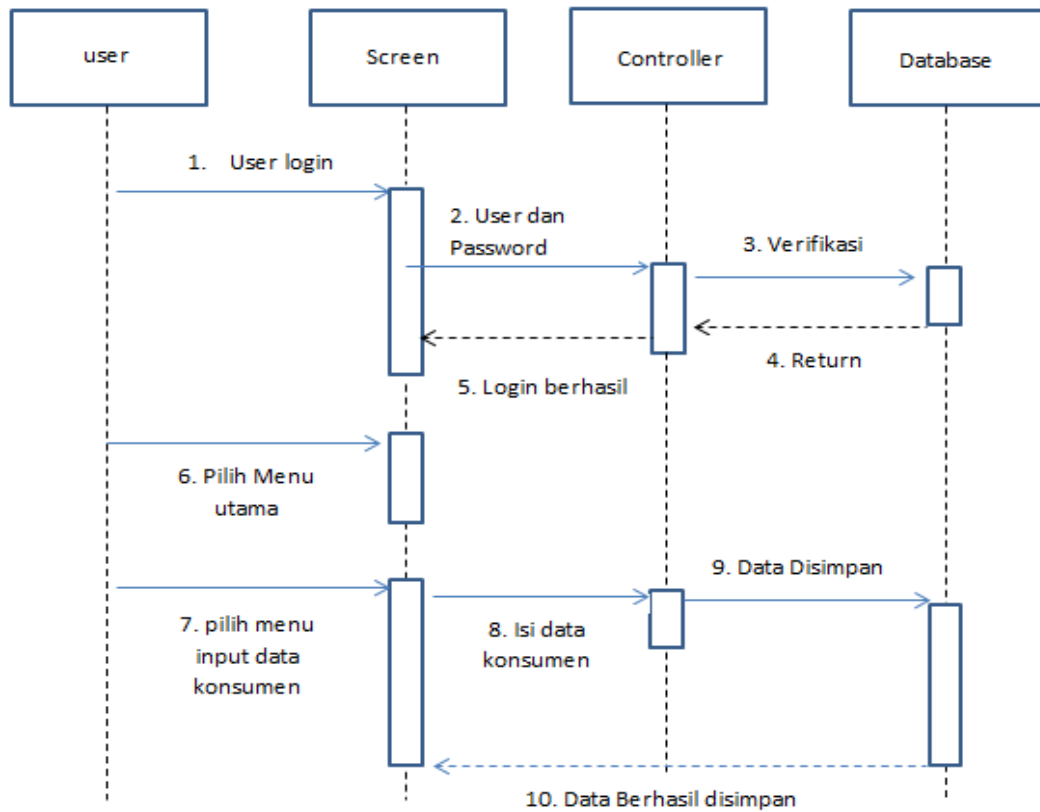 user
Screen
Controller
Database
1. User login
2. User dan
Password
3. Verifikasi
4. Return
5. Login berhasil
6. Pilih Menu
utama
7. pilih menu
input data
konsumen
8. Isi data
konsumen
9. Data Disimpan
10. Data Berhasil disimpan